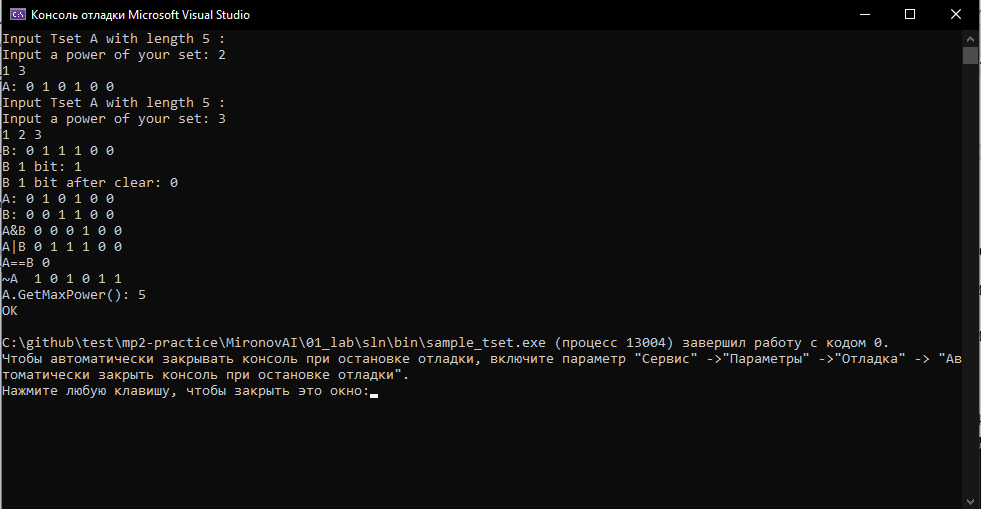 Консоль отладки Microsoft Visual Studio
Input Tset A with length 5 :
Input a power of your set: 2
1 3
A: 0 1 0 1 0 0
Input Tset A with length 5 :
Input a power of your set: 3
1 2 3
B: 0 1 1 1 0 0
B 1 bit: 1
B 1 bit after clear: 0
A: 0 1 0 1 0 0
B: 0 0 1 1 0 0
A&B 0 0 0 1 0 0
A|B 0 1 1 1 0 0
A==B 0
~A  1 0 1 0 1 1
A.GetMaxPower(): 5
OK
C:\github\test\mp2-practice\MironovAI\01_lab\sln\bin\sample_tset.exe (процесс 13004) завершил работу с кодом 0.
Чтобы автоматически закрывать консоль при остановке отладки, включите параметр "Сервис" ->"Параметры" ->"Отладка" -> "Ав
томатически закрыть консоль при остановке отладки".
Нажмите любую клавишу, чтобы закрыть это окно: